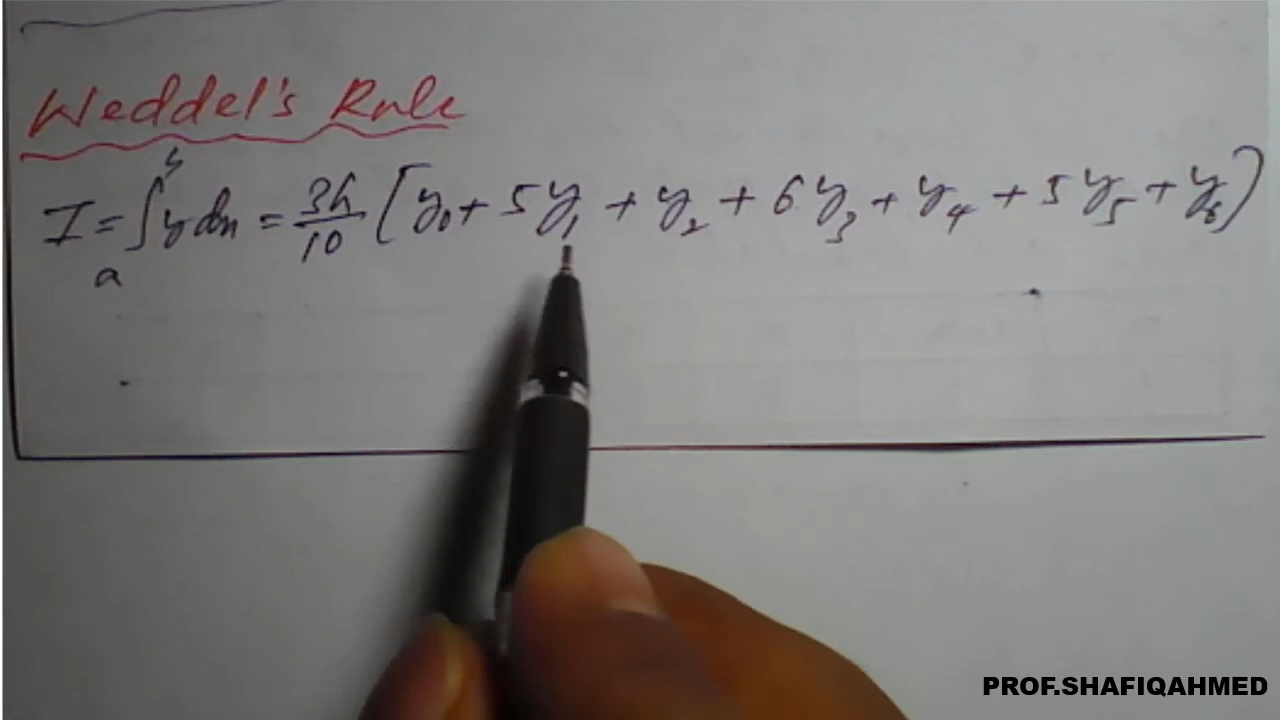 Weddel's Rule
I = ∫ₐᵇ y dx = 3h/10 [y₀ + 5y₁ + y₂ + 6y₃ + y₄ + 5y₅ + y₆)
PROF.SHAFIQAHMED